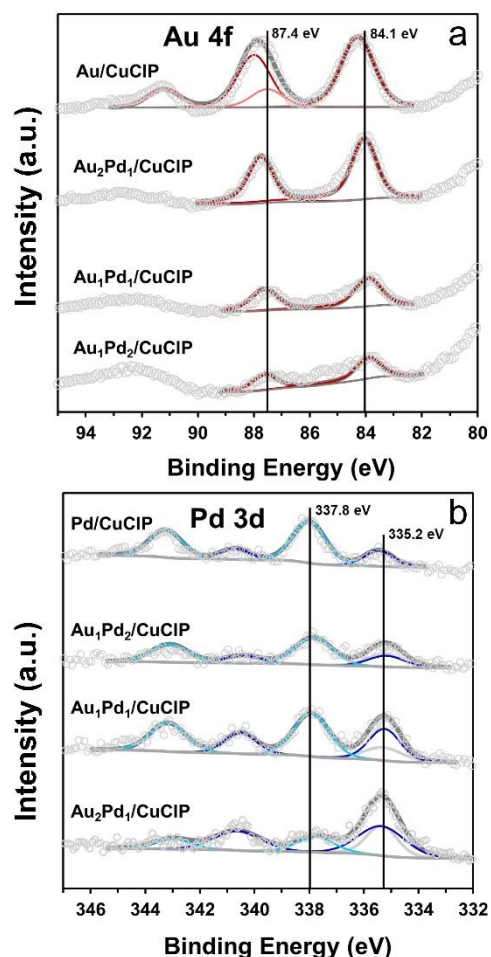 Au 4f
87.4 eV
84.1 eV
a
Au/CuClP
Au₂Pd₁/CuClP
Au₁Pd₁/CuClP
Au₁Pd₂/CuClP
Intensity (a.u.)
94 92 90 88 86 84 82 80
Binding Energy (eV)
Pd/CuClP
Pd 3d
337.8 eV
335.2 eV
b
Au₁Pd₂/CuClP
Au₁Pd₁/CuClP
Au₂Pd₁/CuClP
Intensity (a.u.)
346 344 342 340 338 336 334 332
Binding Energy (eV)